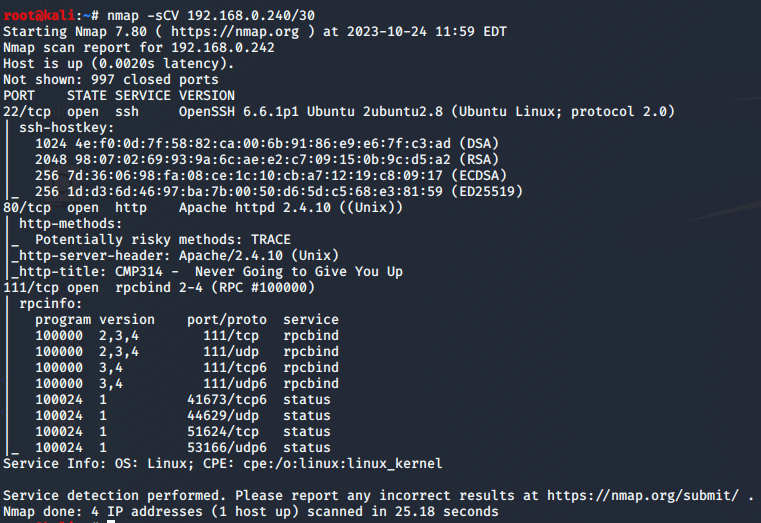 root@kali:~# nmap -sCV 192.168.0.240/30
Starting Nmap 7.80 ( https://nmap.org ) at 2023-10-24 11:59 EDT
Nmap scan report for 192.168.0.242
Host is up (0.0020s latency).
Not shown: 997 closed ports
PORT    STATE SERVICE VERSION
22/tcp  open  ssh     OpenSSH 6.6.1p1 Ubuntu 2ubuntu2.8 (Ubuntu Linux; protocol 2.0)
| ssh-hostkey:
|   1024 4e:f0:0d:7f:58:82:ca:00:6b:91:86:e9:e6:7f:c3:ad (DSA)
|   2048 98:07:02:69:93:9a:6c:ae:e2:c7:09:15:0b:9c:d5:a2 (RSA)
|   256 7d:36:06:98:fa:08:ce:1c:10:cb:a7:12:19:c8:09:17 (ECDSA)
|_  256 1d:d3:6d:46:97:ba:7b:00:50:d6:5d:c5:68:e3:81:59 (ED25519)
80/tcp  open  http    Apache httpd 2.4.10 ((Unix))
| http-methods:
|_  Potentially risky methods: TRACE
|_http-server-header: Apache/2.4.10 (Unix)
|_http-title: CMP314 -  Never Going to Give You Up
111/tcp open  rpcbind 2-4 (RPC #100000)
| rpcinfo:
|   program version    port/proto  service
|   100000  2,3,4        111/tcp   rpcbind
|   100000  2,3,4        111/udp   rpcbind
|   100000  3,4          111/tcp6  rpcbind
|   100000  3,4          111/udp6  rpcbind
|   100024  1          41673/tcp6  status
|   100024  1          44629/udp   status
|   100024  1          51624/tcp   status
|_  100024  1          53166/udp6  status
Service Info: OS: Linux; CPE: cpe:/o:linux:linux_kernel

Service detection performed. Please report any incorrect results at https://nmap.org/submit/ .
Nmap done: 4 IP addresses (1 host up) scanned in 25.18 seconds
root@kali:~#